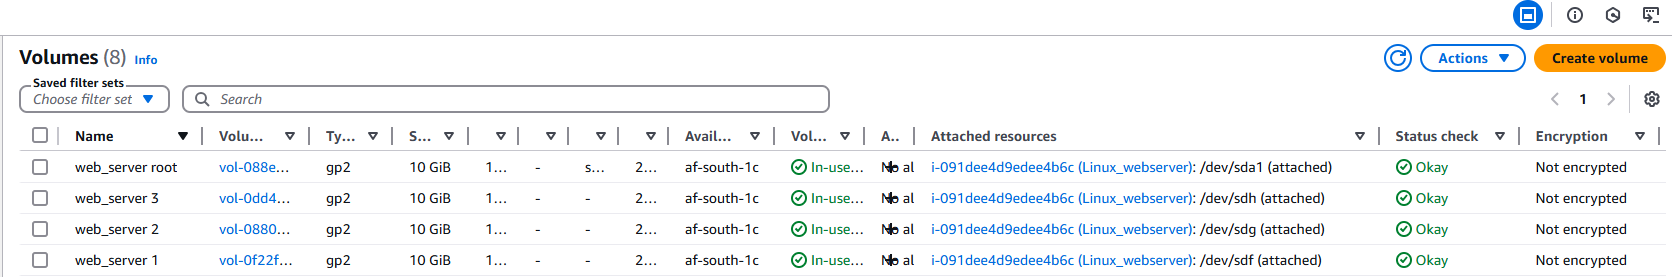 Volumes (8) Info
Actions
Create volume
Saved filter sets
Choose filter set
Search
1
Name Volu... Ty... S... Avail... Vol... A.. Attached resources Status check Encryption
web_server root vol-088e... gp2 10 GiB 1... - s... 2... af-south-1c In-use... No al i-091dee4d9edee4b6c (Linux_webserver): /dev/sda1 (attached) Okay Not encrypted
web_server 3 vol-0dd4... gp2 10 GiB 1... - - 2... af-south-1c In-use... No al i-091dee4d9edee4b6c (Linux_webserver): /dev/sdh (attached) Okay Not encrypted
web_server 2 vol-0880... gp2 10 GiB 1... - - 2... af-south-1c In-use... No al i-091dee4d9edee4b6c (Linux_webserver): /dev/sdg (attached) Okay Not encrypted
web_server 1 vol-0f22f... gp2 10 GiB 1... - - 2... af-south-1c In-use... No al i-091dee4d9edee4b6c (Linux_webserver): /dev/sdf (attached) Okay Not encrypted